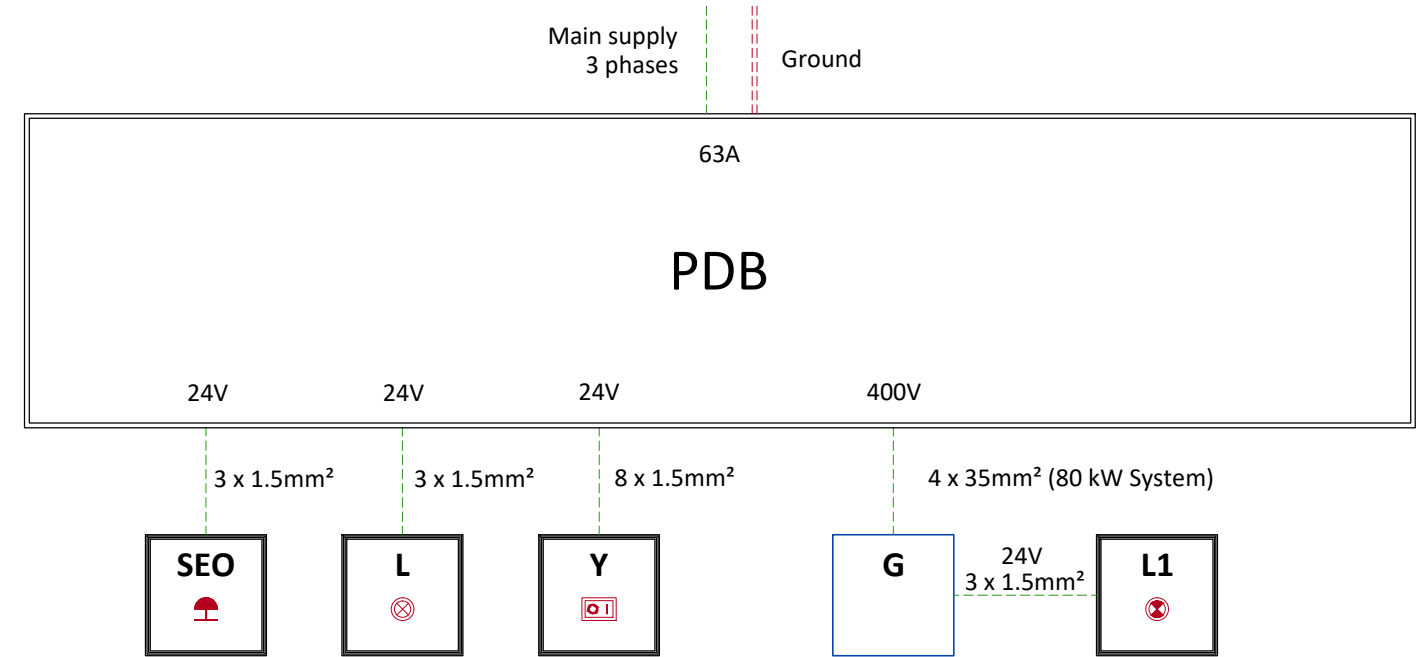 Main supply
3 phases
Ground
63A
PDB
24V
24V
24V
400V
3 x 1.5mm²
3 x 1.5mm²
8 x 1.5mm²
4 x 35mm² (80 kW System)
SEO
L
Y
G
24V
3 x 1.5mm²
L1